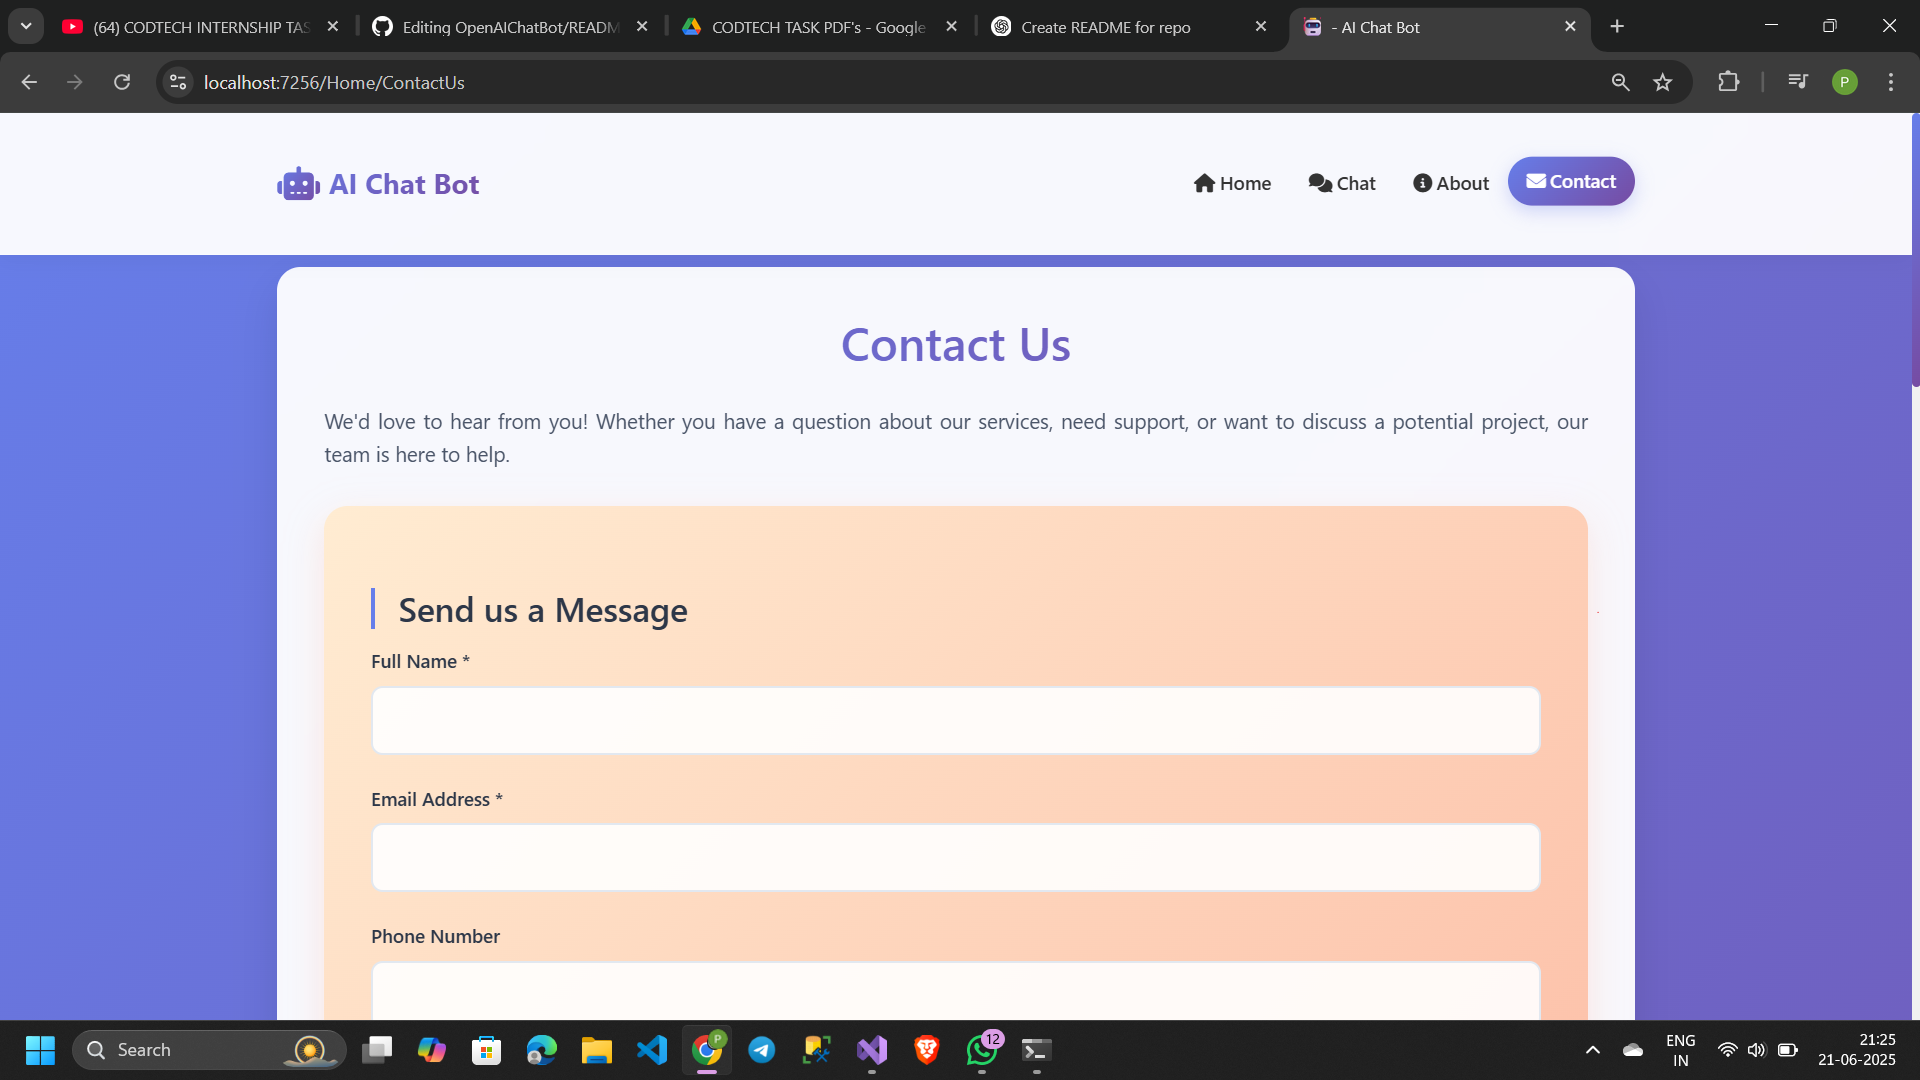 (64) CODTECH INTERNSHIP TAS
Editing OpenAIChatBot/READM
CODTECH TASK PDF's - Google
Create README for repo
- AI Chat Bot
localhost:7256/Home/ContactUs
P
AI Chat Bot
Home
Chat
About
Contact
Contact Us
We'd love to hear from you! Whether you have a question about our services, need support, or want to discuss a potential project, our
team is here to help.
Send us a Message
Full Name *
Email Address *
Phone Number
Search
P
12
ENG
IN
21:25
21-06-2025